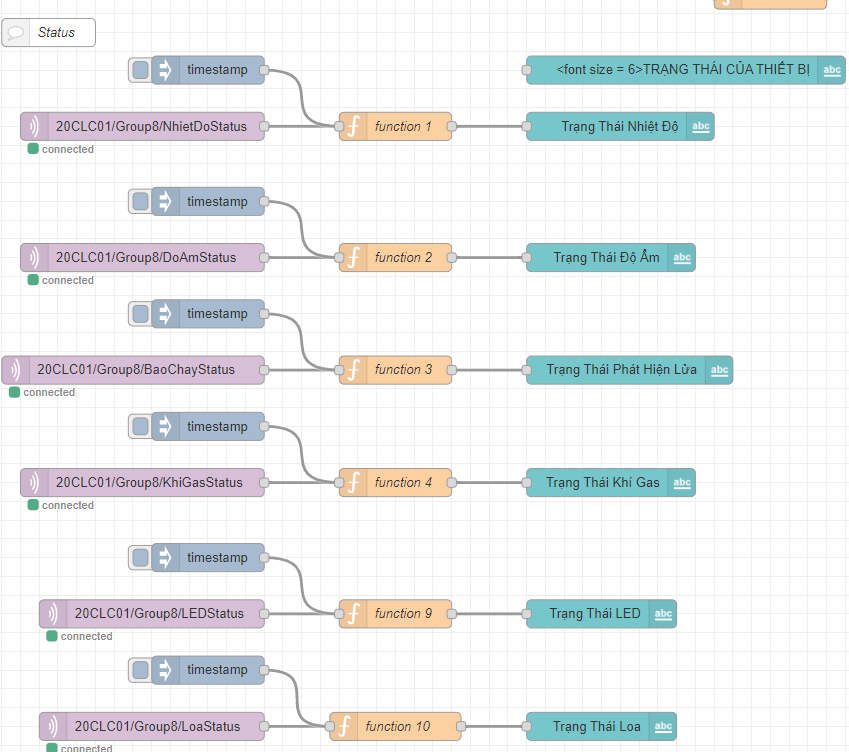 Status
timestamp
<font size = 6>TRẠNG THÁI CỦA THIẾT BỊ
abc
20CLC01/Group8/NhietDoStatus
function 1
Trạng Thái Nhiệt Độ
abc
connected
timestamp
20CLC01/Group8/DoAmStatus
function 2
Trạng Thái Độ Ẩm
abc
connected
timestamp
20CLC01/Group8/BaoChayStatus
function 3
Trạng Thái Phát Hiện Lửa
abc
connected
timestamp
20CLC01/Group8/KhiGasStatus
function 4
Trạng Thái Khí Gas
abc
connected
timestamp
20CLC01/Group8/LEDStatus
function 9
Trạng Thái LED
abc
connected
timestamp
20CLC01/Group8/LoaStatus
function 10
Trạng Thái Loa
abc
connected